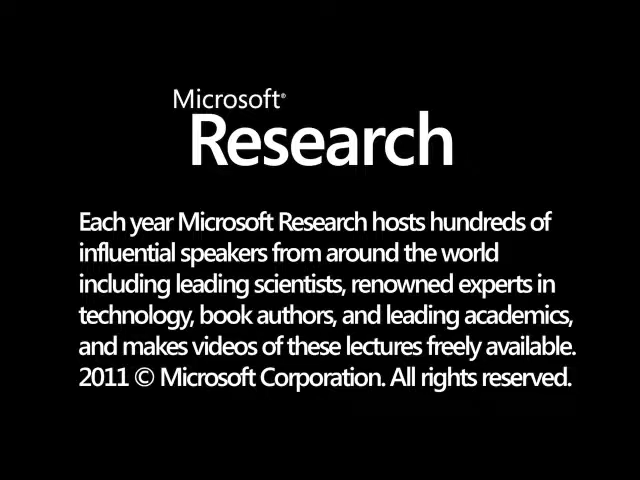 Microsoft®
Research
Each year Microsoft Research hosts hundreds of
influential speakers from around the world
including leading scientists, renowned experts in
technology, book authors, and leading academics,
and makes videos of these lectures freely available.
2011 © Microsoft Corporation. All rights reserved.